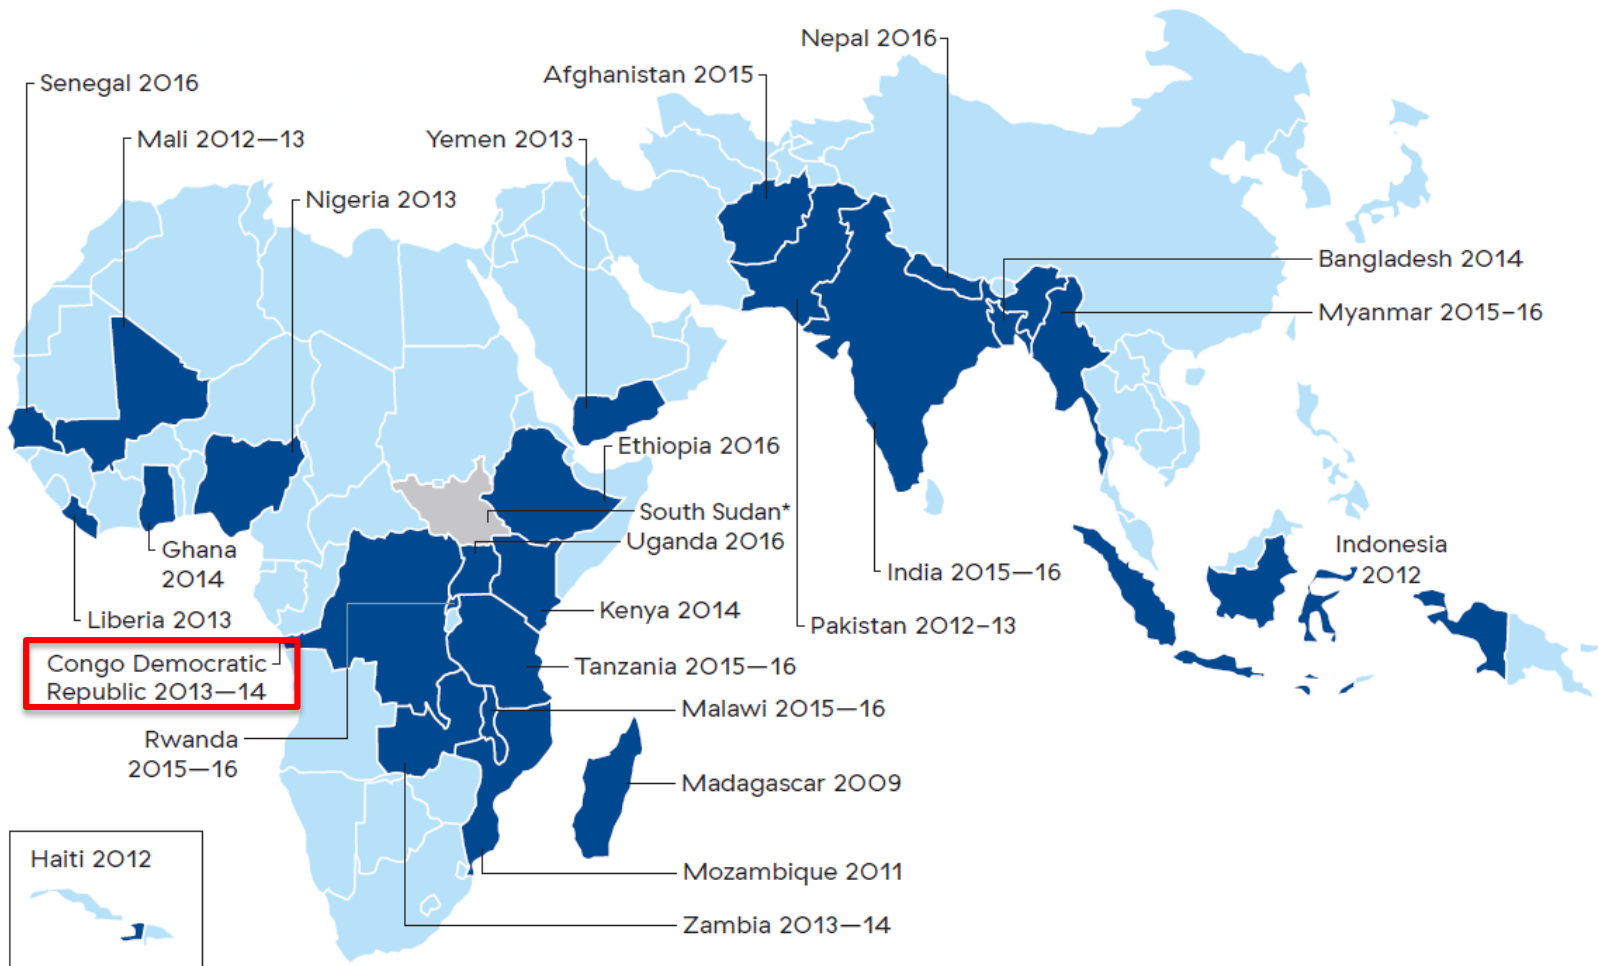 Nepal 2016
Afghanistan 2015
Senegal 2016
Mali 2012—13
Yemen 2013
Nigeria 2013
Bangladesh 2014
Myanmar 2015–16
Ethiopia 2016
South Sudan*
Uganda 2016
Ghana
2014
Indonesia
2012
India 2015—16
Kenya 2014
Liberia 2013
Pakistan 2012–13
Congo Democratic
Republic 2013—14
Tanzania 2015—16
Malawi 2015—16
Rwanda
2015—16
Madagascar 2009
Haiti 2012
Mozambique 2011
Zambia 2013—14